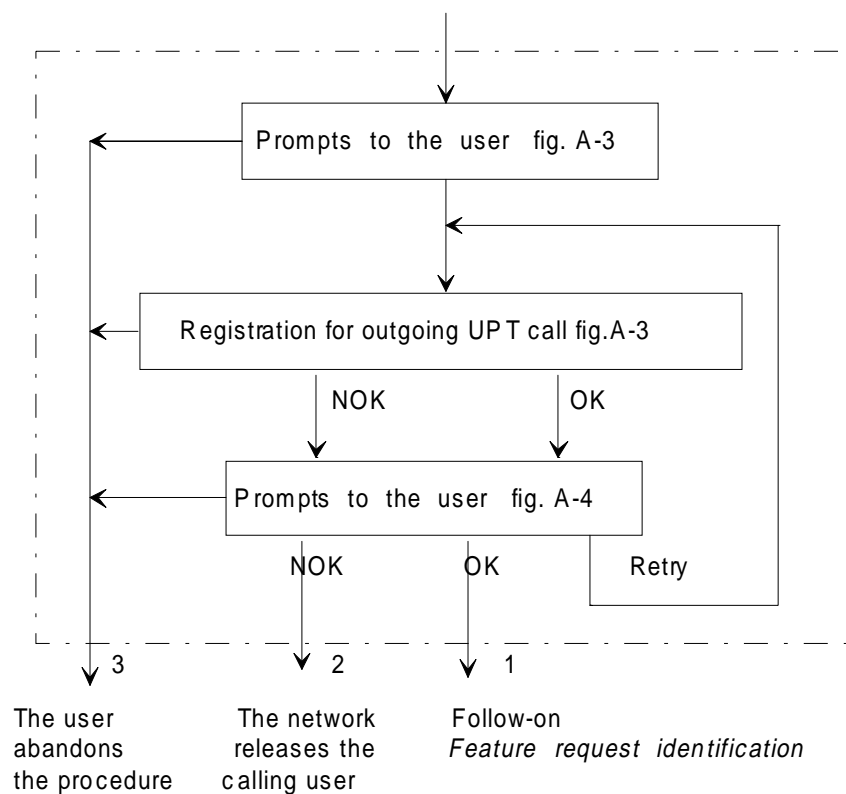 Prompts to the user fig. A-3
Registration for outgoing UPT call fig.A-3
NOK OK
Prompts to the user fig. A-4
NOK OK Retry
3 2 1
The user The network Follow-on
abandons releases the Feature request identification
the procedure calling user